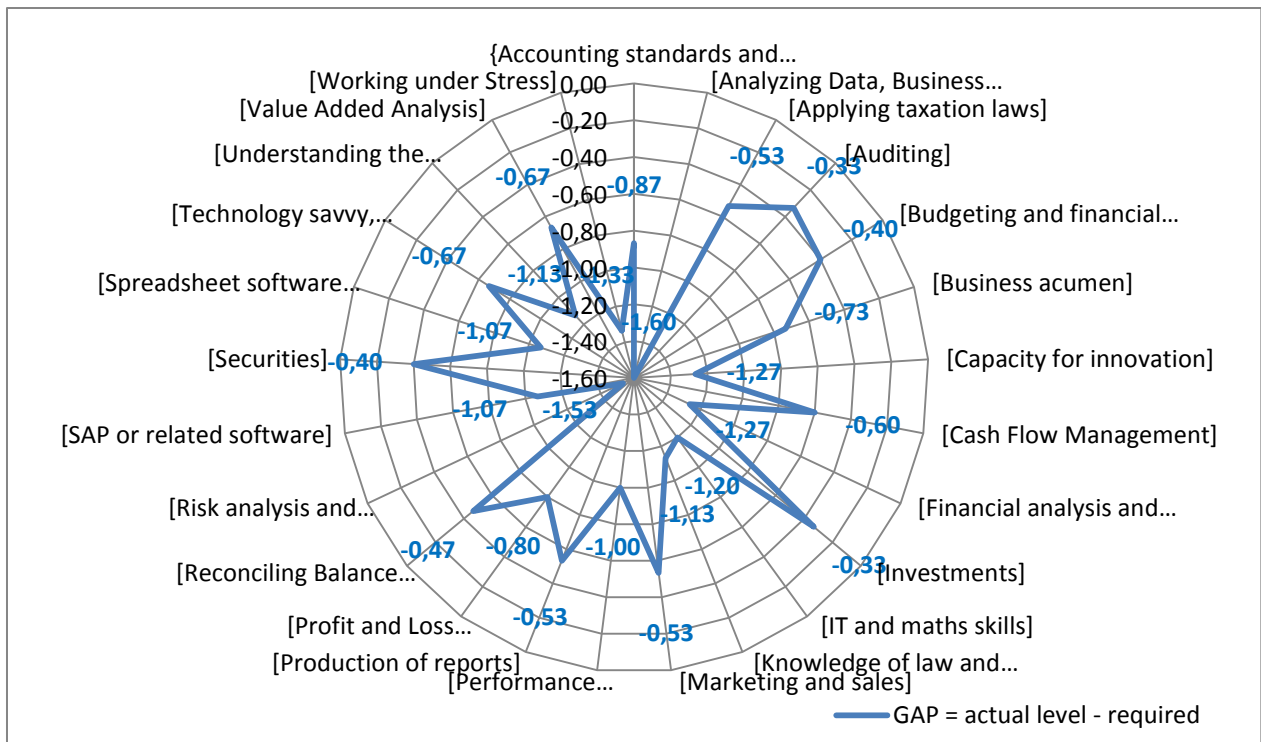 {Accounting standards and…
[Analyzing Data, Business…
[Applying taxation laws]
[Auditing]
[Budgeting and financial…
[Business acumen]
[Capacity for innovation]
[Cash Flow Management]
[Financial analysis and…
[Investments]
[IT and maths skills]
[Knowledge of law and…
[Marketing and sales]
[Performance…
[Production of reports]
[Profit and Loss…
[Reconciling Balance…
[Risk analysis and…
[SAP or related software]
[Securities]
[Spreadsheet software…
[Technology savvy,…
[Understanding the…
[Value Added Analysis]
[Working under Stress]
0,00
-0,20
-0,40
-0,60
-0,80
-1,00
-1,20
-1,40
-1,60
-0,87
-1,60
-0,53
-0,33
-0,40
-0,73
-1,27
-0,60
-1,27
-0,33
-1,20
-1,13
-0,53
-1,00
-0,53
-0,80
-0,47
-1,53
-1,07
-0,40
-1,07
-0,67
-1,13
-0,67
-1,33
GAP = actual level - required